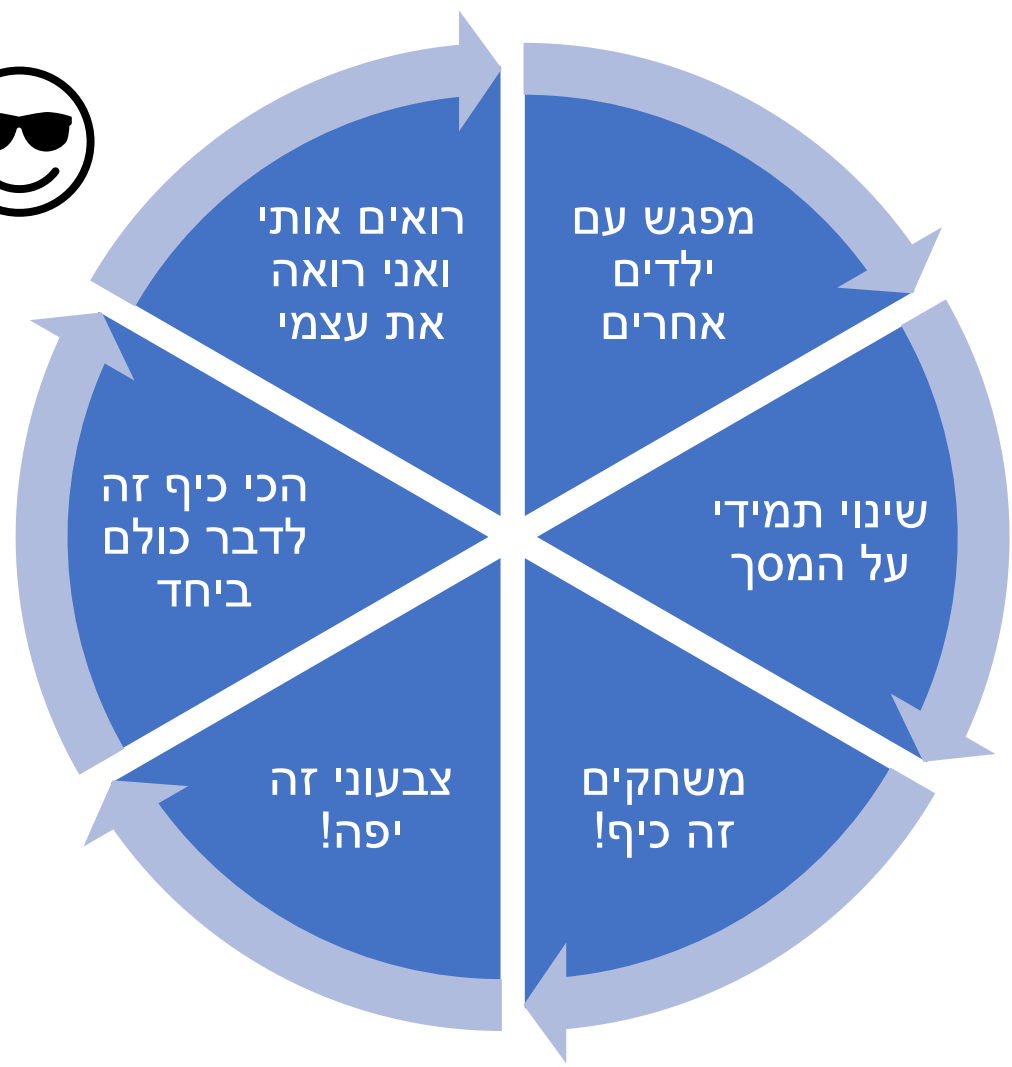 מפגש עם
ילדים
אחרים
שינוי תמידי
על המסך
משחקים
זה כיף!
צבעוני זה
יפה!
הכי כיף זה
לדבר כולם
ביחד
רואים אותי
ואני רואה
את עצמי